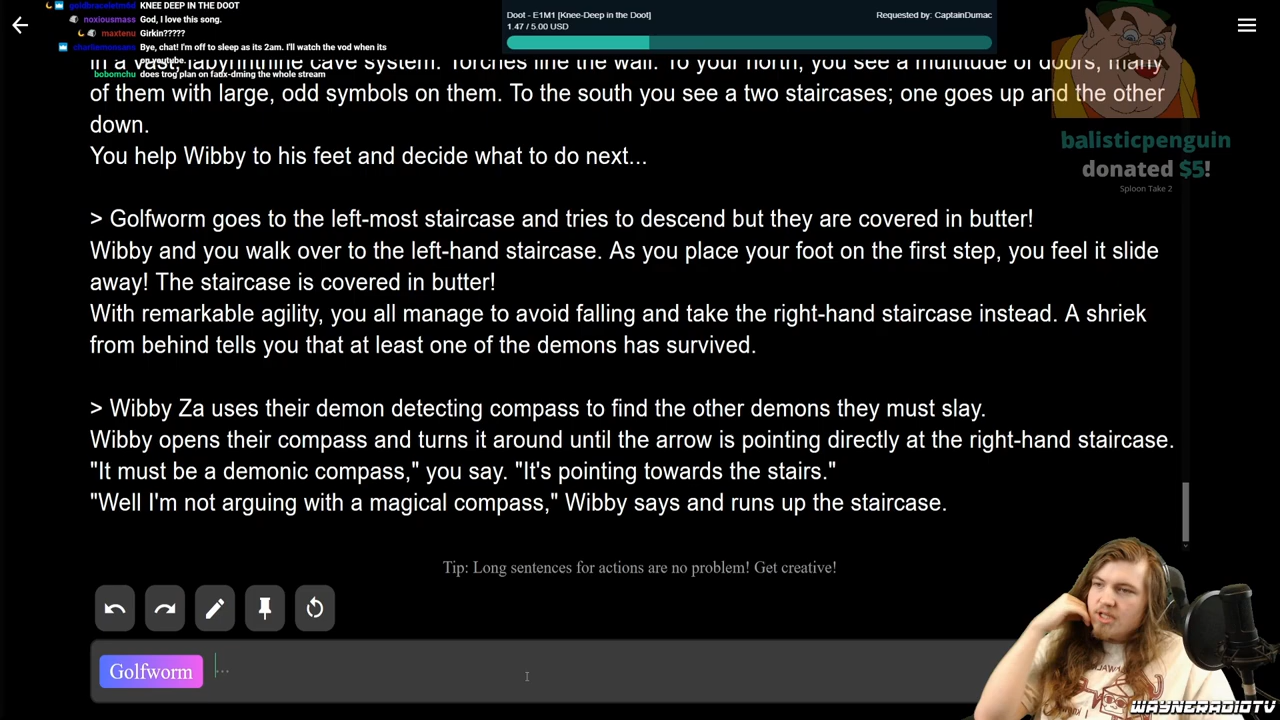 goldbraceletmfd KNEE DEEP IN THE DOOT
noxiousmass God, I love this song.
maxtenu Girkin?????
Bye, chat! I'm off to sleep as its 2am. I'll watch the vod when its
on youtube.
bobomchu does trog plan on faux-dming the whole stream
Doot - E1M1 [Knee-Deep in the Doot]
Requested by: CaptainDumac
1.47 / 5.00 USD
balisticpenguin
donated $5!
Sploon Take 2
in a vast, labyrinthine cave system. Torches line the wall. To your north, you see a multitude of doors, many
of them with large, odd symbols on them. To the south you see a two staircases; one goes up and the other
down.
You help Wibby to his feet and decide what to do next...
> Golfworm goes to the left-most staircase and tries to descend but they are covered in butter!
Wibby and you walk over to the left-hand staircase. As you place your foot on the first step, you feel it slide
away! The staircase is covered in butter!
With remarkable agility, you all manage to avoid falling and take the right-hand staircase instead. A shriek
from behind tells you that at least one of the demons has survived.
> Wibby Za uses their demon detecting compass to find the other demons they must slay.
Wibby opens their compass and turns it around until the arrow is pointing directly at the right-hand staircase.
"It must be a demonic compass," you say. "It's pointing towards the stairs."
"Well I'm not arguing with a magical compass," Wibby says and runs up the staircase.
Tip: Long sentences for actions are no problem! Get creative!
Golfworm ...
WAYNERADIOTV